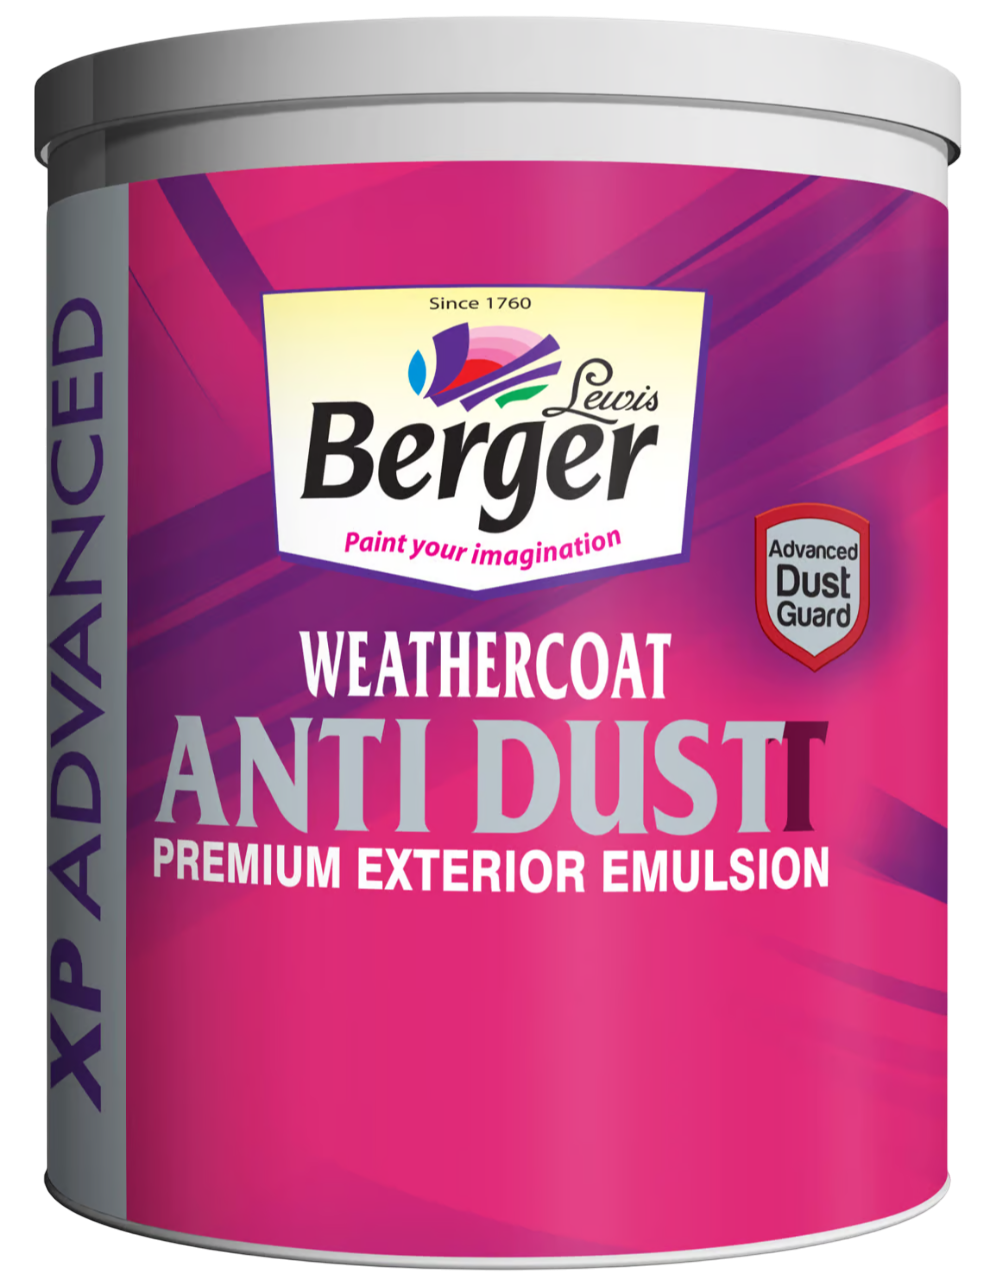 Since 1760
Lewis
Berger
Paint your imagination
Advanced
Dust
Guard
WEATHERCOAT
ANTI DUSTT
PREMIUM EXTERIOR EMULSION
XP ADVANCED